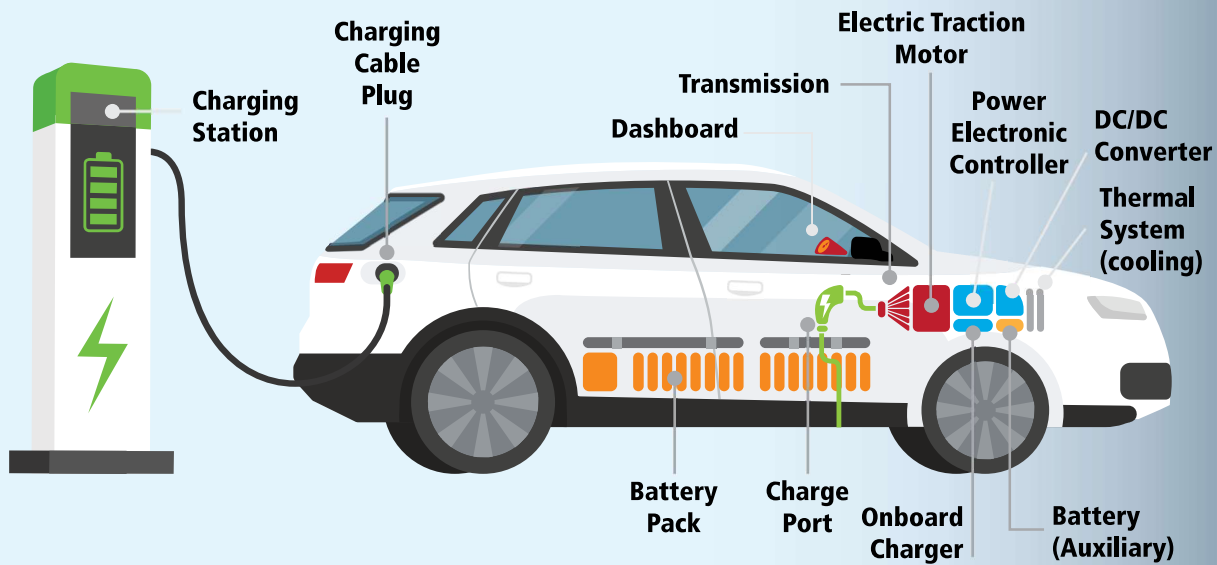 Charging
Cable
Plug
Electric Traction
Motor
Charging
Station
Transmission
Dashboard
Power
Electronic
Controller
DC/DC
Converter
Thermal
System
(cooling)
Battery
Pack
Charge
Port
Onboard
Charger
Battery
(Auxiliary)